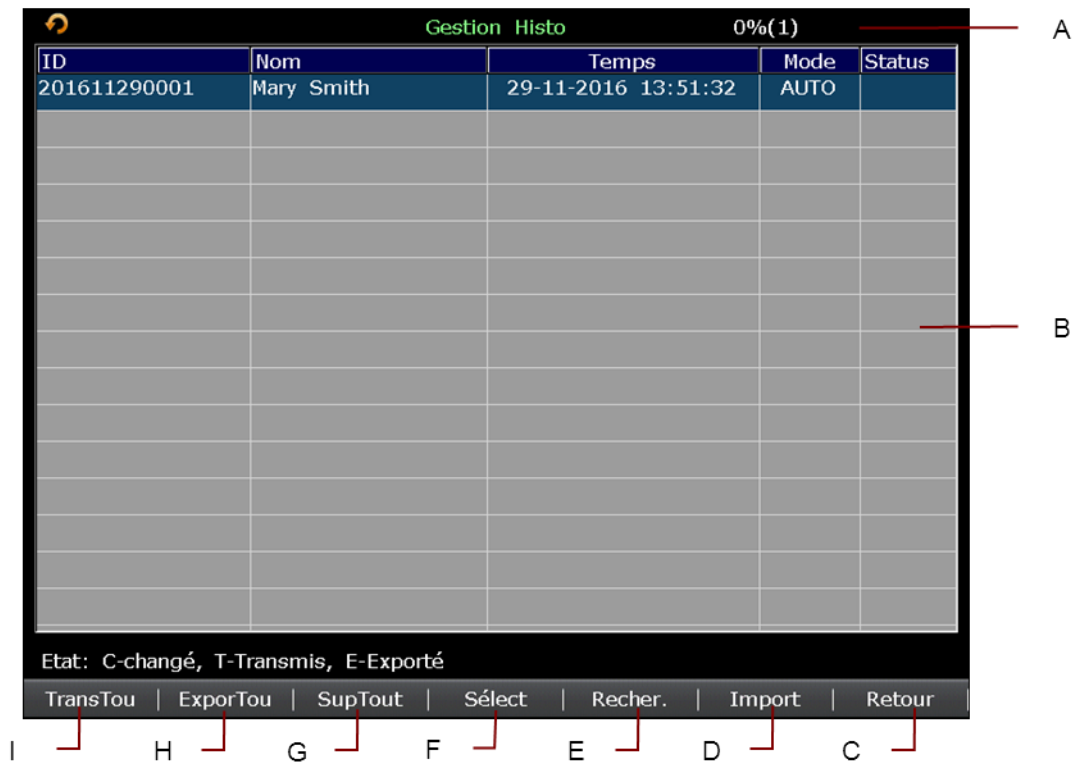 Gestion Histo 0%(1) A
ID Nom Temps Mode Status
201611290001 Mary Smith 29-11-2016 13:51:32 AUTO
B
Etat: C-changé, T-Transmis, E-Exporté
TransTou | ExporTou | SupTout | Sélect | Recher. | Import | Retour
I H G F E D C